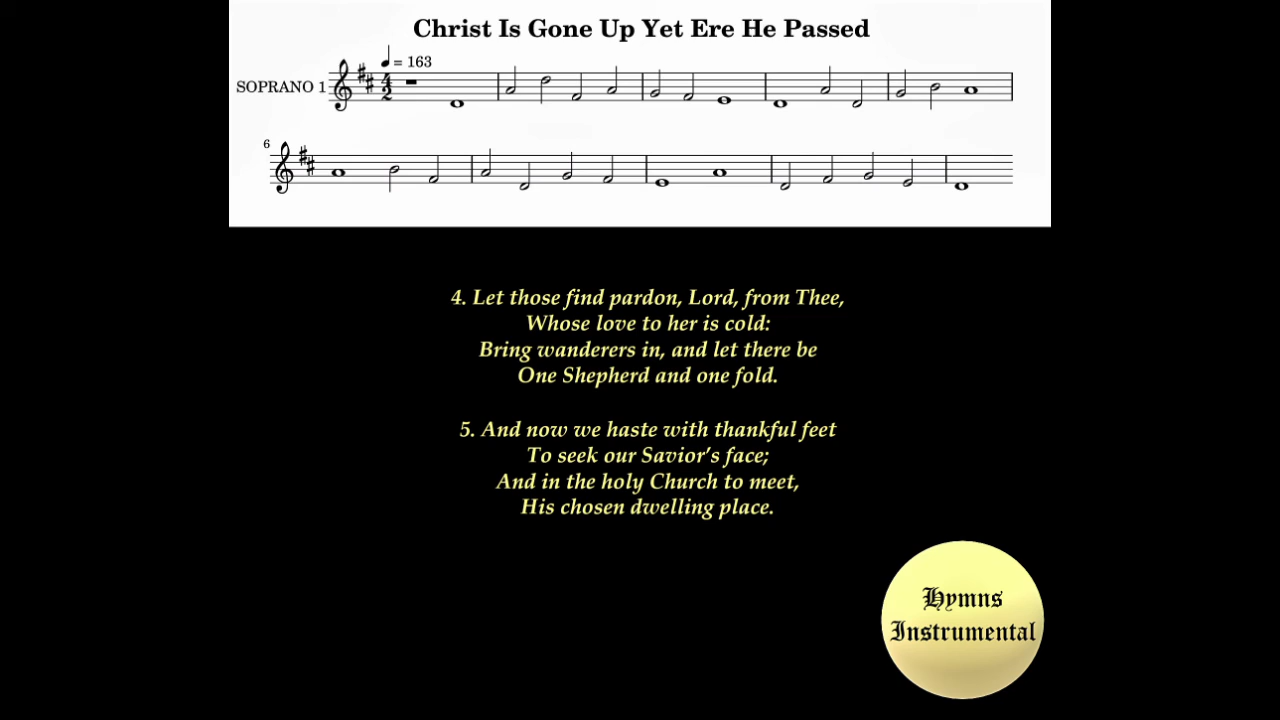 Christ Is Gone Up Yet Ere He Passed
♩ = 163
SOPRANO 1
4
2
6
4. Let those find pardon, Lord, from Thee,
Whose love to her is cold:
Bring wanderers in, and let there be
One Shepherd and one fold.
5. And now we haste with thankful feet
To seek our Savior’s face;
And in the holy Church to meet,
His chosen dwelling place.
Hymns
Instrumental